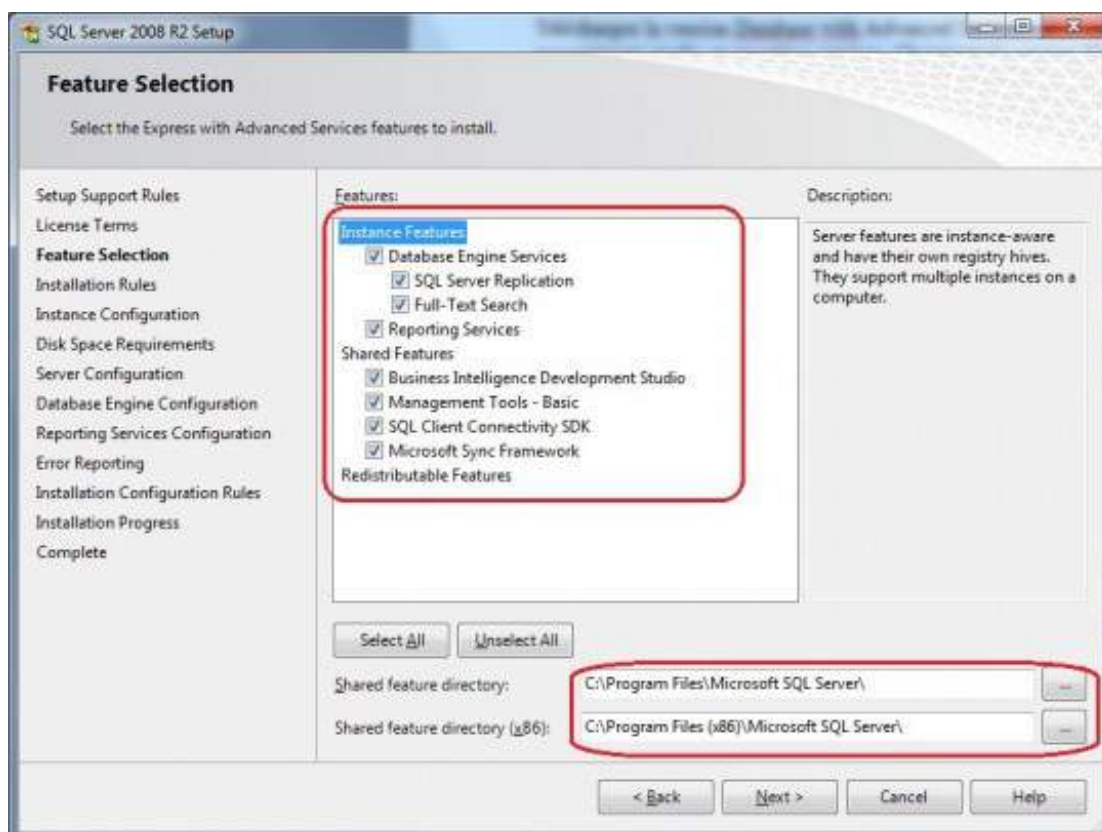 SQL Server 2008 R2 Setup
Feature Selection
Select the Express with Advanced Services features to install.
Setup Support Rules
License Terms
Feature Selection
Installation Rules
Instance Configuration
Disk Space Requirements
Server Configuration
Database Engine Configuration
Reporting Services Configuration
Error Reporting
Installation Configuration Rules
Installation Progress
Complete
Features:
Instance Features
Database Engine Services
SQL Server Replication
Full-Text Search
Reporting Services
Shared Features
Business Intelligence Development Studio
Management Tools - Basic
SQL Client Connectivity SDK
Microsoft Sync Framework
Redistributable Features
Description:
Server features are instance-aware
and have their own registry hives.
They support multiple instances on a
computer.
Select All
Unselect All
Shared feature directory:
C:\Program Files\Microsoft SQL Server\
...
Shared feature directory (x86):
C:\Program Files (x86)\Microsoft SQL Server\
...
< Back
Next >
Cancel
Help